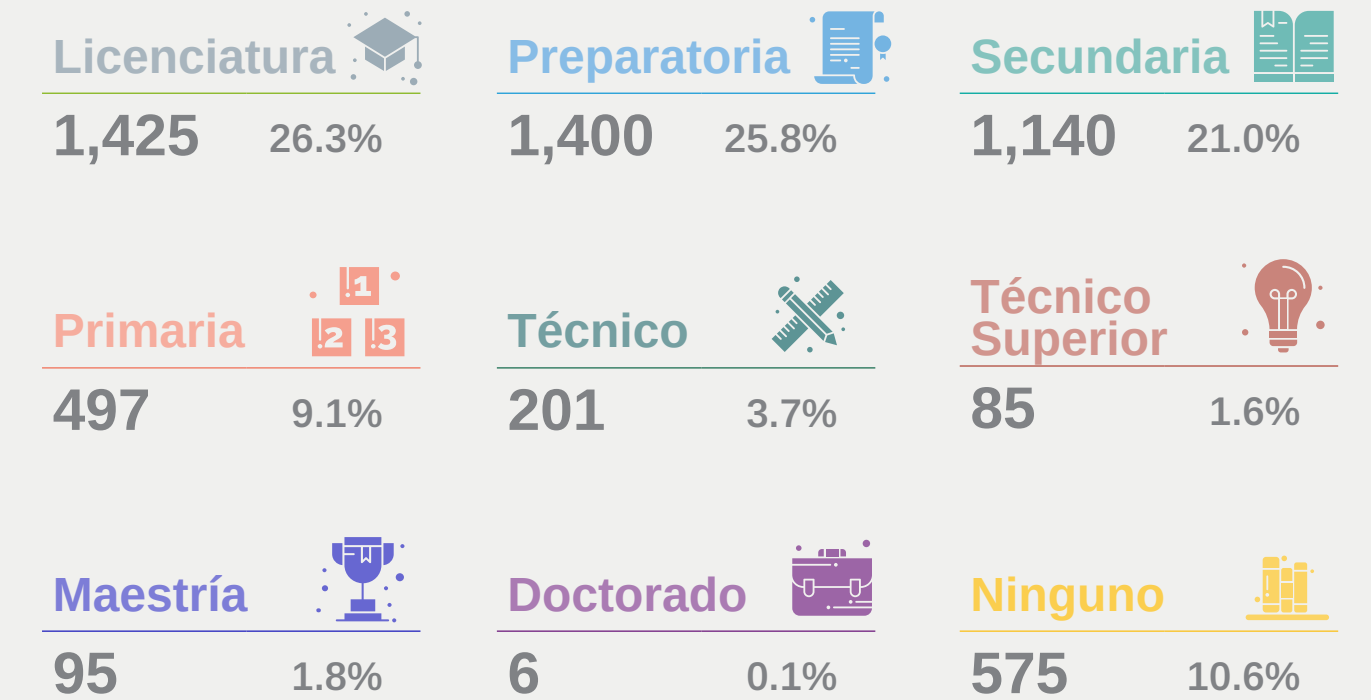 Licenciatura
1,425 26.3%
Preparatoria
1,400 25.8%
Secundaria
1,140 21.0%
1
2 3
Primaria
497 9.1%
Técnico
201 3.7%
Técnico
Superior
85 1.6%
Maestría
95 1.8%
Doctorado
6 0.1%
Ninguno
575 10.6%